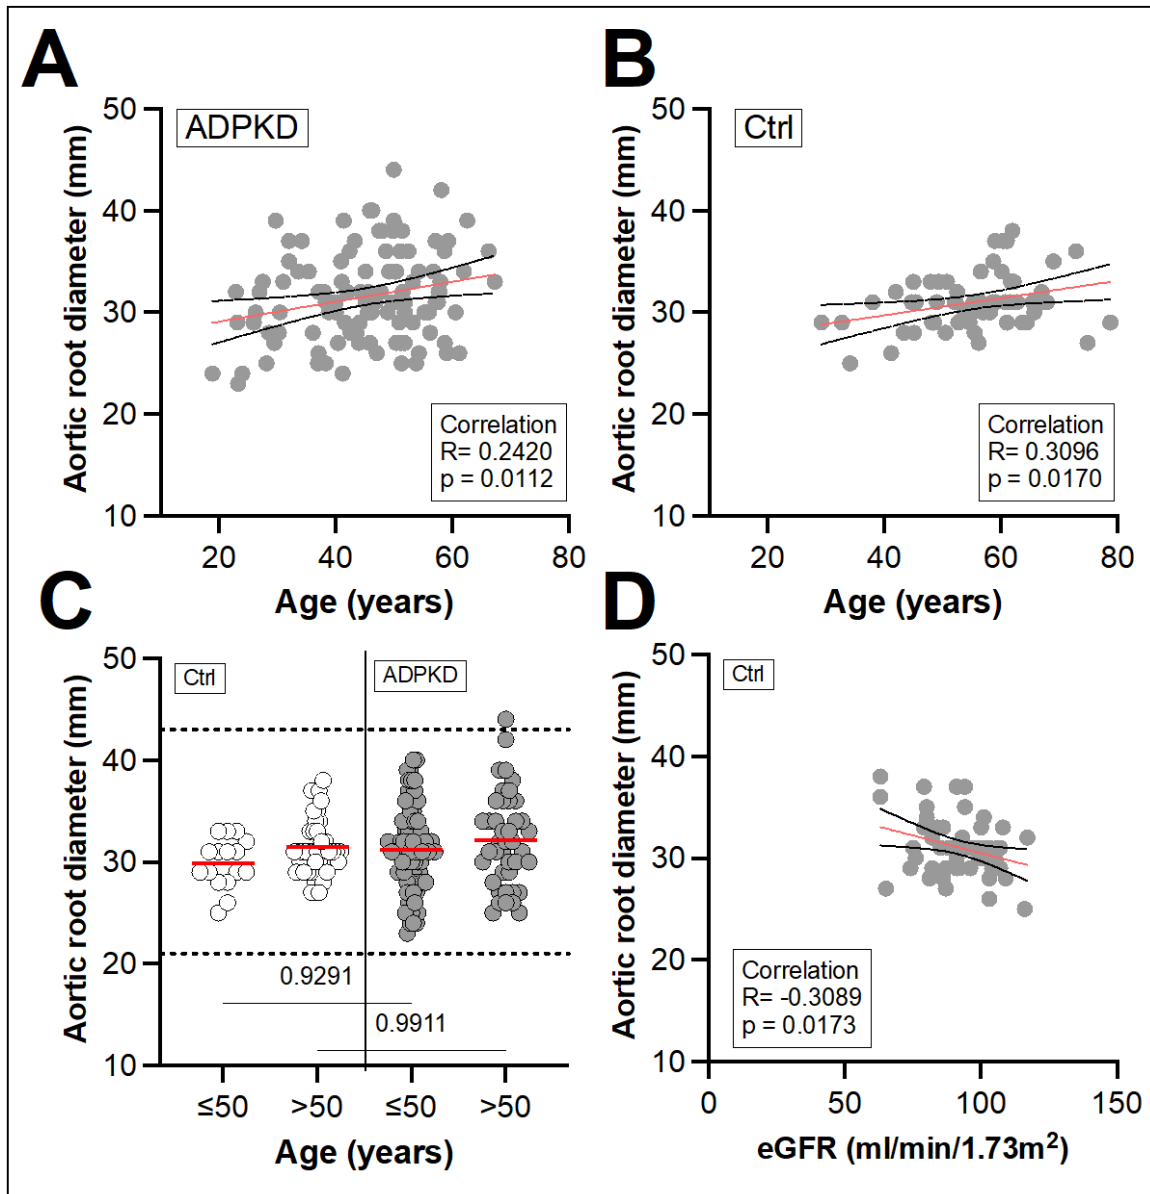 A
ADPKD
Aortic root diameter (mm)
50
40
30
20
10
Correlation
R= 0.2420
p = 0.0112
20
40
60
80
Age (years)
B
Ctrl
Aortic root diameter (mm)
50
40
30
20
10
Correlation
R= 0.3096
p = 0.0170
20
40
60
80
Age (years)
C
Ctrl
ADPKD
Aortic root diameter (mm)
50
40
30
20
10
0.9291
0.9911
≤50
>50
≤50
>50
Age (years)
D
Ctrl
Aortic root diameter (mm)
50
40
30
20
10
Correlation
R= -0.3089
p = 0.0173
0
50
100
150
eGFR (ml/min/1.73m²)